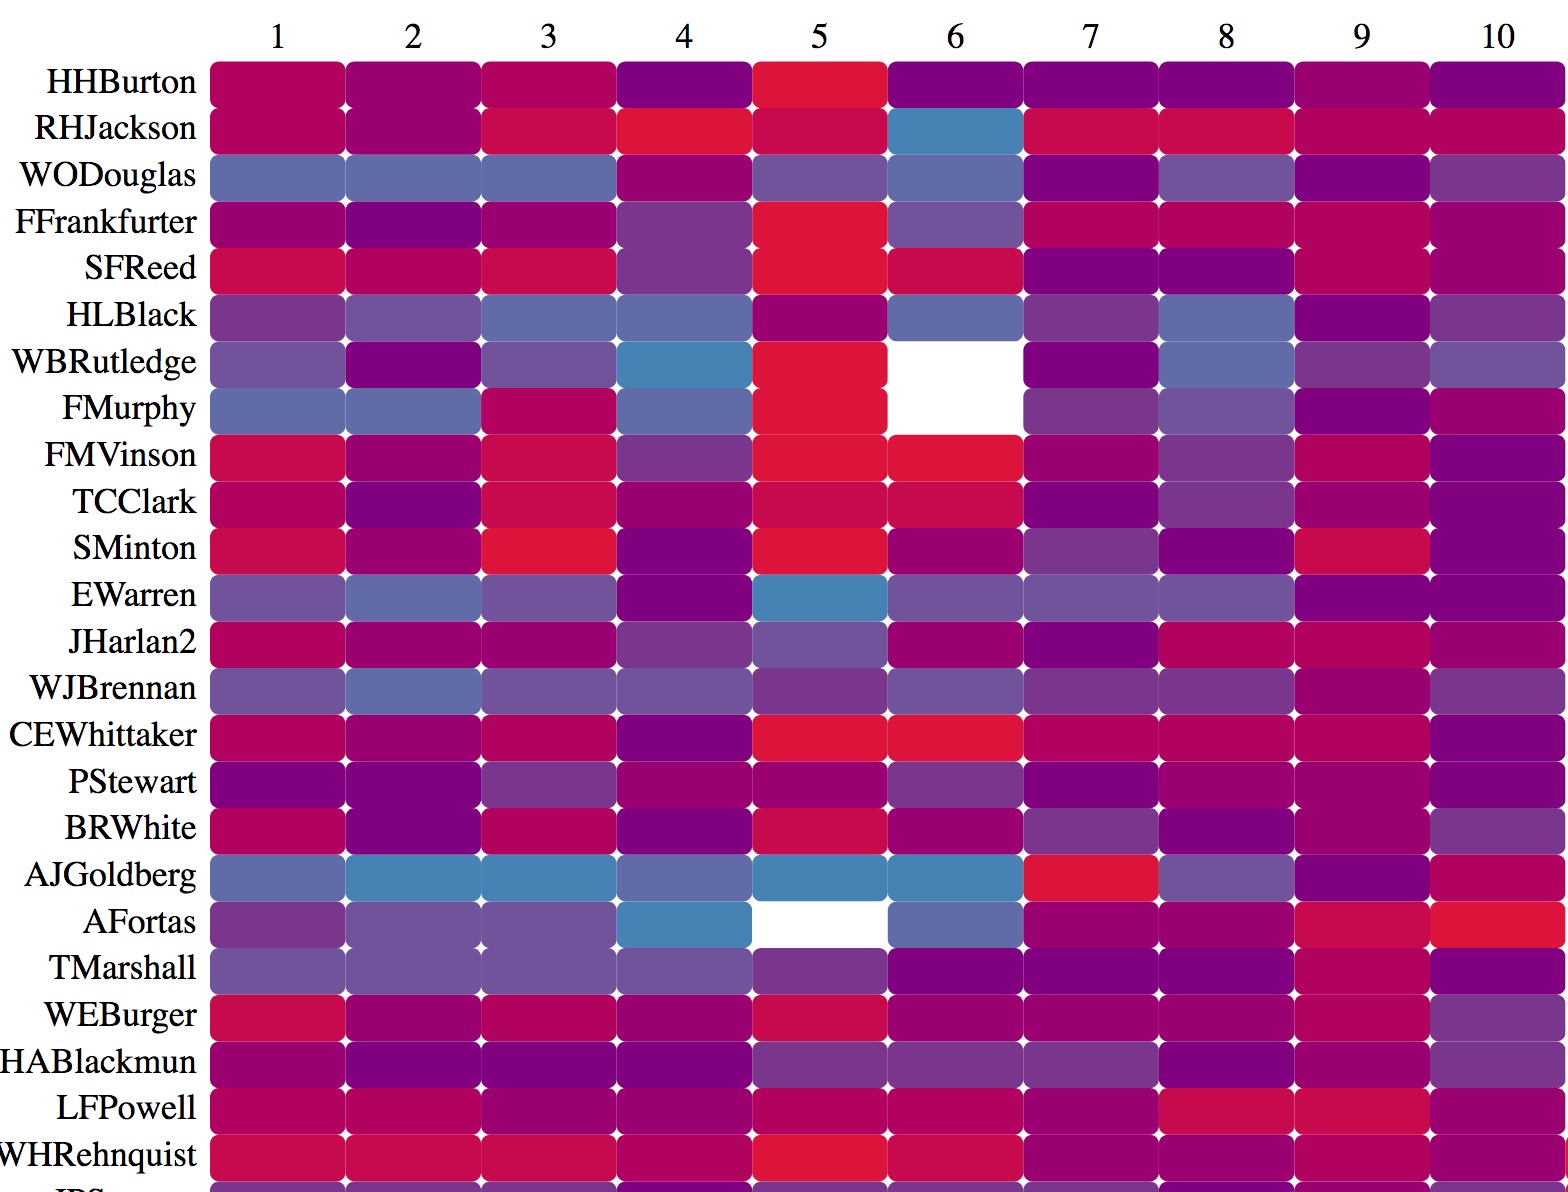 1 2 3 4 5 6 7 8 9 10
HHBurton
RHJackson
WODouglas
FFrankfurter
SFReed
HLBlack
WBRutledge
FMurphy
FMVinson
TCClark
SMinton
EWarren
JHarlan2
WJBrennan
CEWhittaker
PStewart
BRWhite
AJGoldberg
AFortas
TMarshall
WEBurger
HABlackmun
LFPowell
WHRehnquist